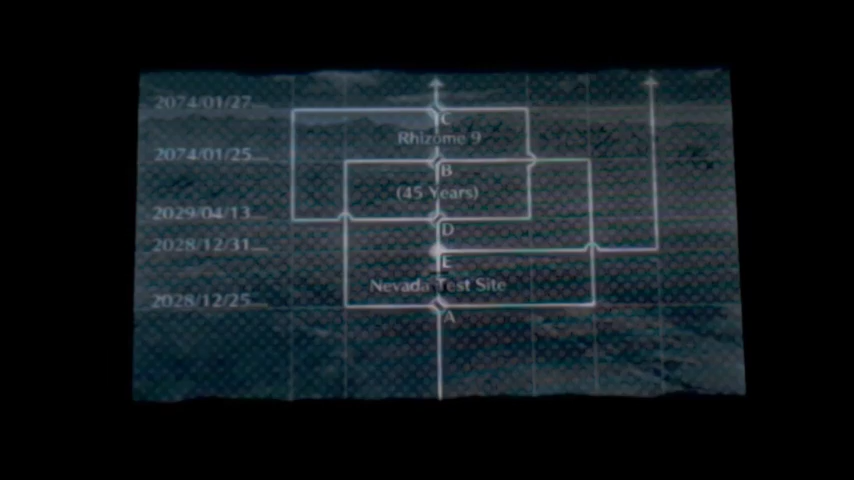 2074/01/27
C
Rhizome 9
2074/01/25
B
(45 Years)
2029/04/13
D
2028/12/31
E
Nevada Test Site
2028/12/25
A